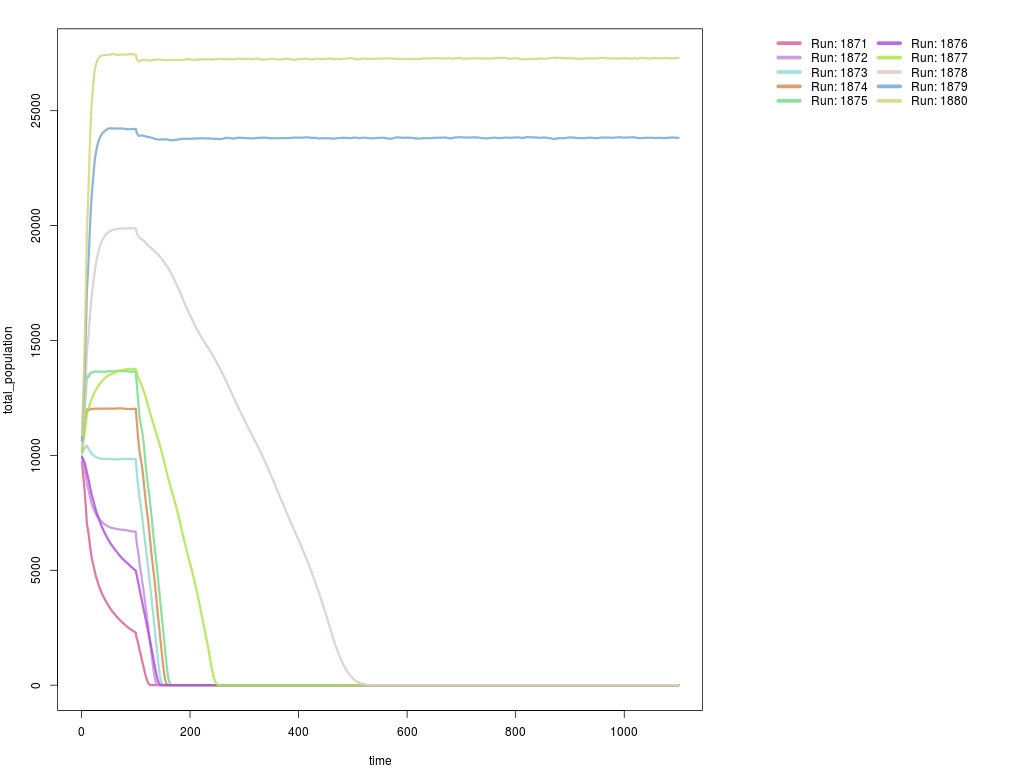 Run: 1871
Run: 1872
Run: 1873
Run: 1874
Run: 1875
Run: 1876
Run: 1877
Run: 1878
Run: 1879
Run: 1880
total_population
25000
20000
15000
10000
5000
0
0 200 400 600 800 1000
time